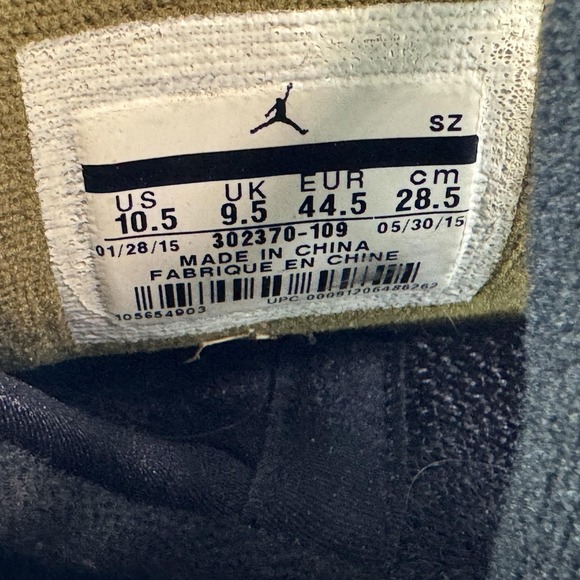 SZ
US UK EUR cm
10.5 9.5 44.5 28.5
01/28/15 302370-109 05/30/15
MADE IN CHINA
FABRIQUE EN CHINE
105654903 UPC 00091206486262